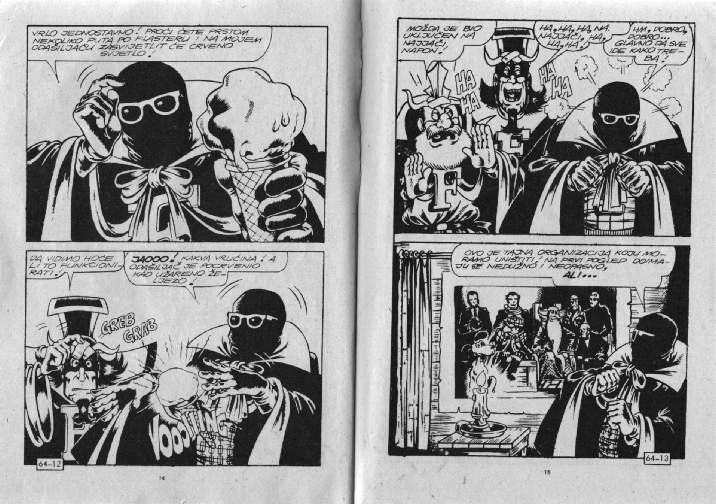 VRLO JEDNOSTAVNO! PROĆI ĆETE PRSTOM
NEKOLIKO PUTA PO FLASTERU I NA MOJEM
ODAŠILJAČU ZASVIJETLIT ĆE CRVENO
SVJETLO!
DA VIDIMO HOĆE
LI TO FUNKCIONI,
RATI!
JAOOO! KAKVA VRUĆINA! A
ODAŠILJAČ JE POCRVENIO
KAO UŽARENO ŽE-
LJEZO!
GREB
GRAB
VOOSTINN
64-12
14
MOŽDA JE BIO
UKLJUČEN NA
NAJJAČI
NAPON!
HA, HA, HA, NA
NAJJAČI, HA,
HA, HA!
HM, DOBRO,
DOBRO...
GLAVNO DA SVE
IDE KAKO TRE-
BA!
HA
HA
HA
HA
HA
F
E
OVO JE TAJNA ORGANIZACIJA KOJU MO-
RAMO UNIŠTITI! NA PRVI POGLED DOIMA-
JU SE NEDUŽNO I NEOPASNO,
ALI...
64-13
15